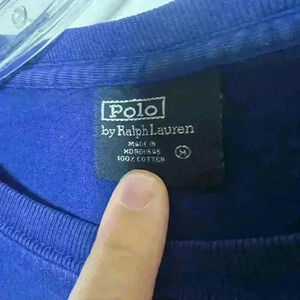 Polo
by Ralph Lauren
MADE IN
HONDURAS
100% COTTON
M